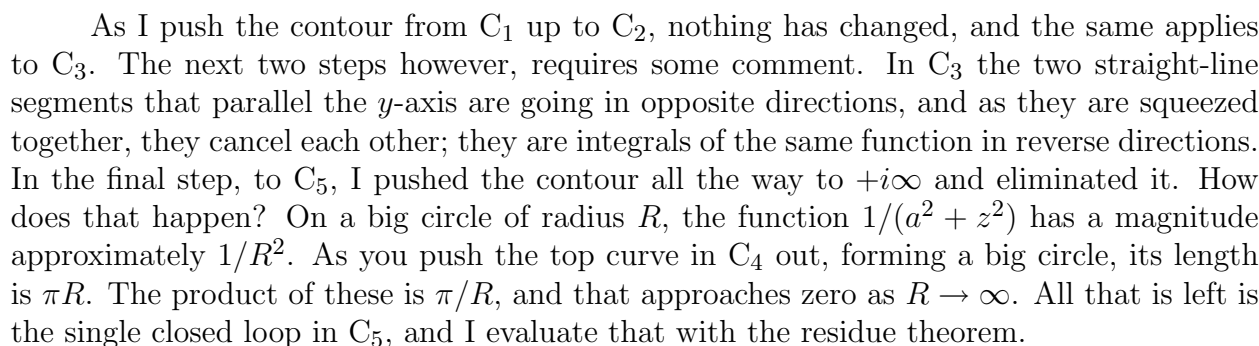 As I push the contour from C₁ up to C₂, nothing has changed, and the same applies
to C₃. The next two steps however, requires some comment. In C₃ the two straight-line
segments that parallel the y-axis are going in opposite directions, and as they are squeezed
together, they cancel each other; they are integrals of the same function in reverse directions.
In the final step, to C₅, I pushed the contour all the way to +i∞ and eliminated it. How
does that happen? On a big circle of radius R, the function 1/(a² + z²) has a magnitude
approximately 1/R². As you push the top curve in C₄ out, forming a big circle, its length
is πR. The product of these is π/R, and that approaches zero as R → ∞. All that is left is
the single closed loop in C₅, and I evaluate that with the residue theorem.